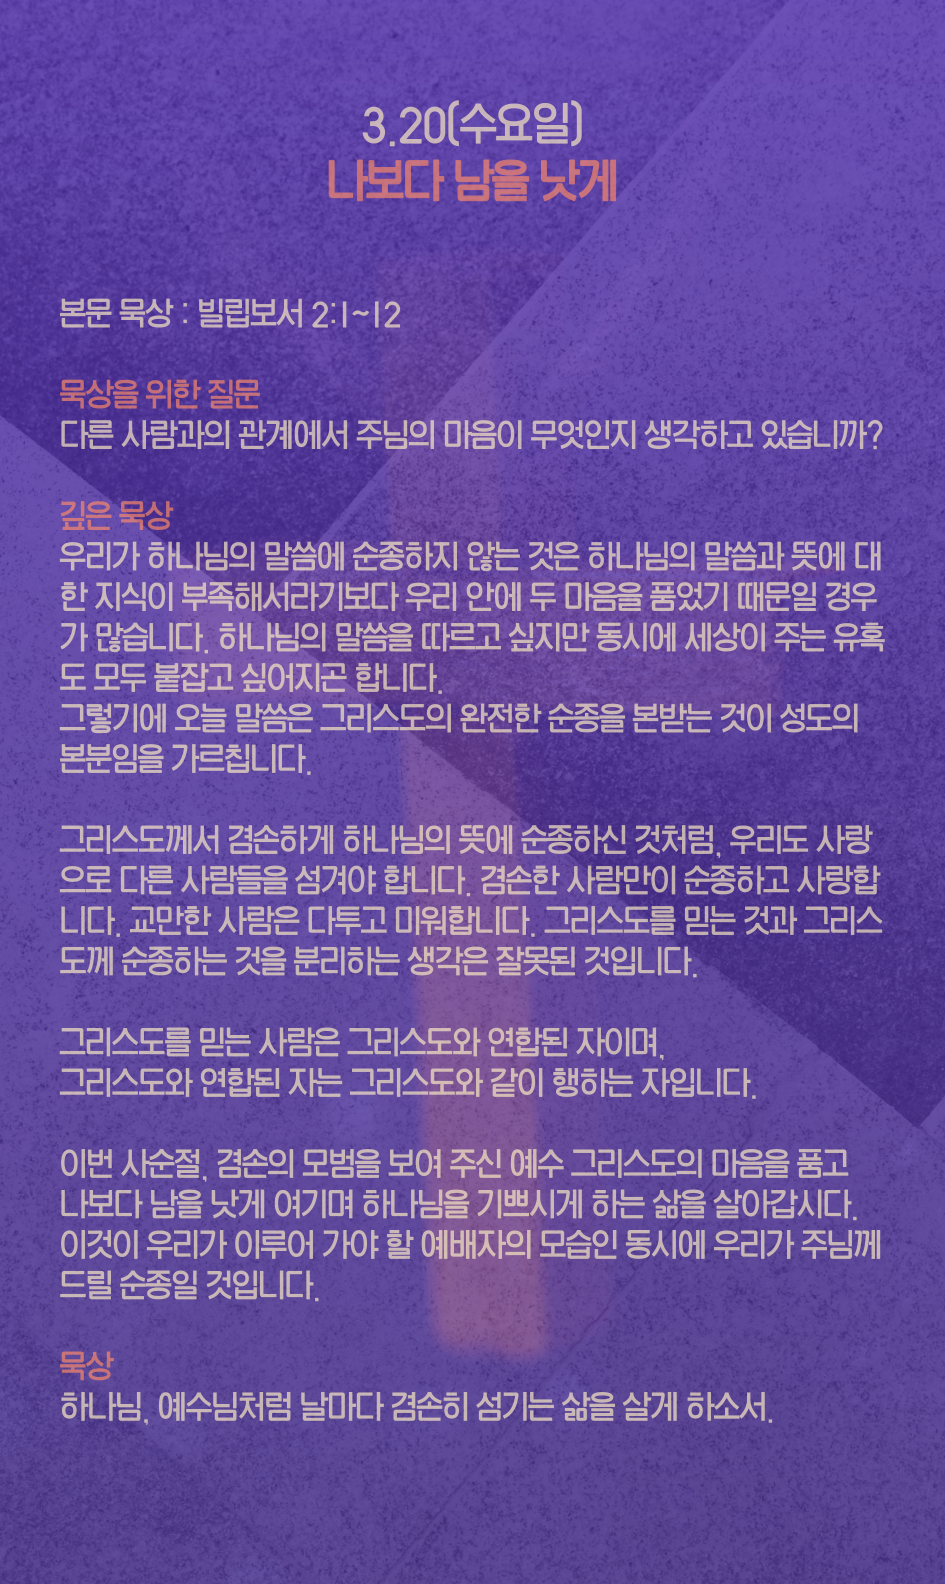 3.20(수요일)
나보다 남을 낫게
본문 묵상 : 빌립보서 2:1~12
묵상을 위한 질문
다른 사람과의 관계에서 주님의 마음이 무엇인지 생각하고 있습니까?
깊은 묵상
우리가 하나님의 말씀에 순종하지 않는 것은 하나님의 말씀과 뜻에 대
한 지식이 부족해서라기보다 우리 안에 두 마음을 품었기 때문일 경우
가 많습니다. 하나님의 말씀을 따르고 싶지만 동시에 세상이 주는 유혹
도 모두 붙잡고 싶어지곤 합니다.
그렇기에 오늘 말씀은 그리스도의 완전한 순종을 본받는 것이 성도의
본분임을 가르칩니다.
그리스도께서 겸손하게 하나님의 뜻에 순종하신 것처럼, 우리도 사랑
으로 다른 사람들을 섬겨야 합니다. 겸손한 사람만이 순종하고 사랑합
니다. 교만한 사람은 다투고 미워합니다. 그리스도를 믿는 것과 그리스
도께 순종하는 것을 분리하는 생각은 잘못된 것입니다.
그리스도를 믿는 사람은 그리스도와 연합된 자이며,
그리스도와 연합된 자는 그리스도와 같이 행하는 자입니다.
이번 사순절, 겸손의 모범을 보여 주신 예수 그리스도의 마음을 품고
나보다 남을 낫게 여기며 하나님을 기쁘시게 하는 삶을 살아갑시다.
이것이 우리가 이루어 가야 할 예배자의 모습인 동시에 우리가 주님께
드릴 순종일 것입니다.
묵상
하나님, 예수님처럼 날마다 겸손히 섬기는 삶을 살게 하소서.